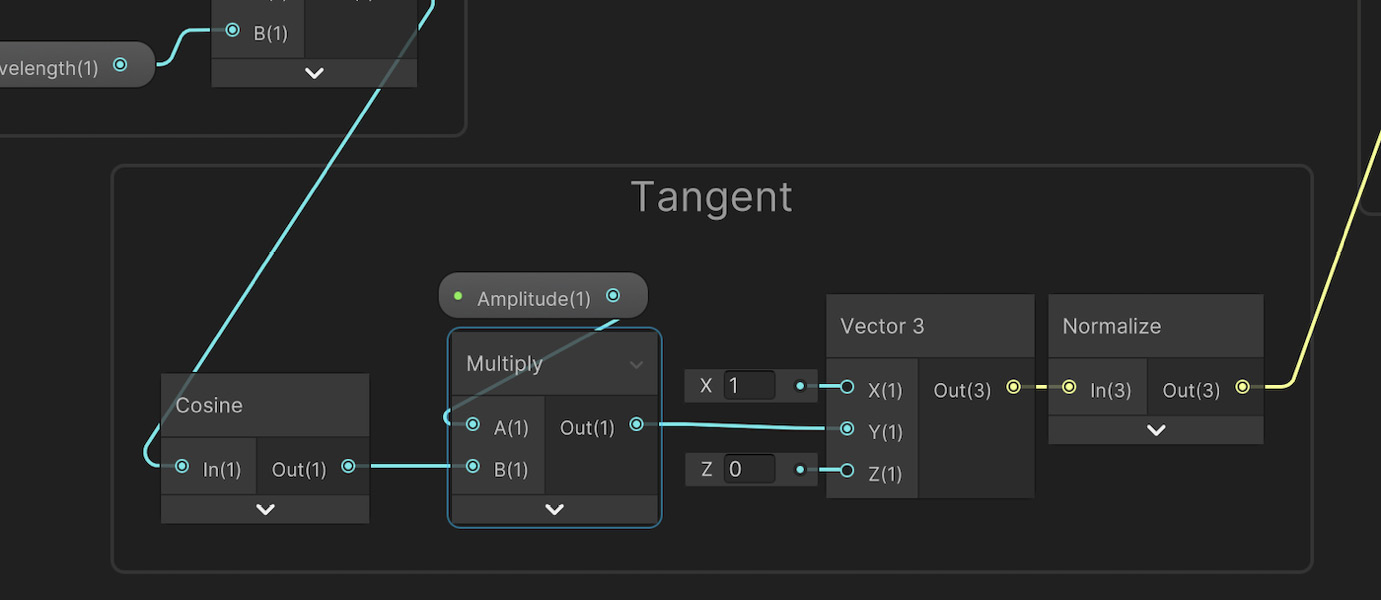 B(1)
velength(1)
Tangent
Amplitude(1)
Multiply
A(1)
Out(1)
B(1)
Cosine
In(1)
Out(1)
X 1
Z 0
Vector 3
X(1)
Out(3)
Y(1)
Z(1)
Normalize
In(3)
Out(3)